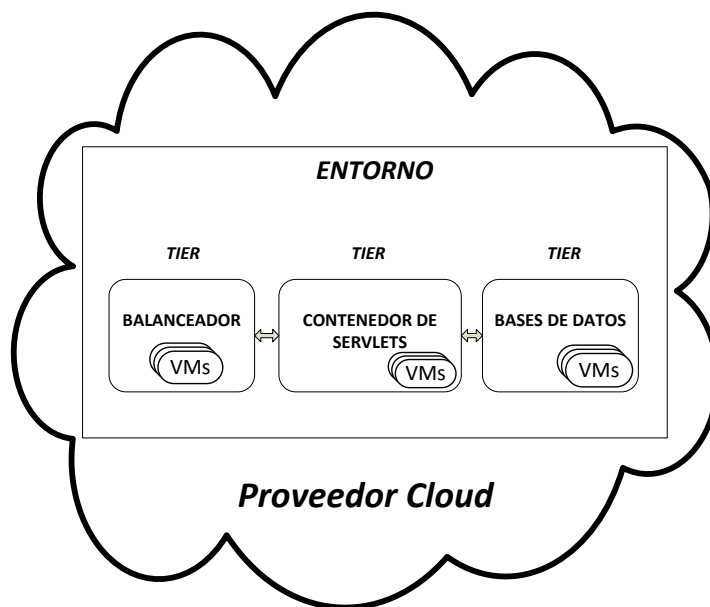 ENTORNO
TIER
TIER
TIER
BALANCEADOR
CONTENEDOR DE
SERVLETS
BASES DE DATOS
VMs
VMs
VMs
Proveedor Cloud